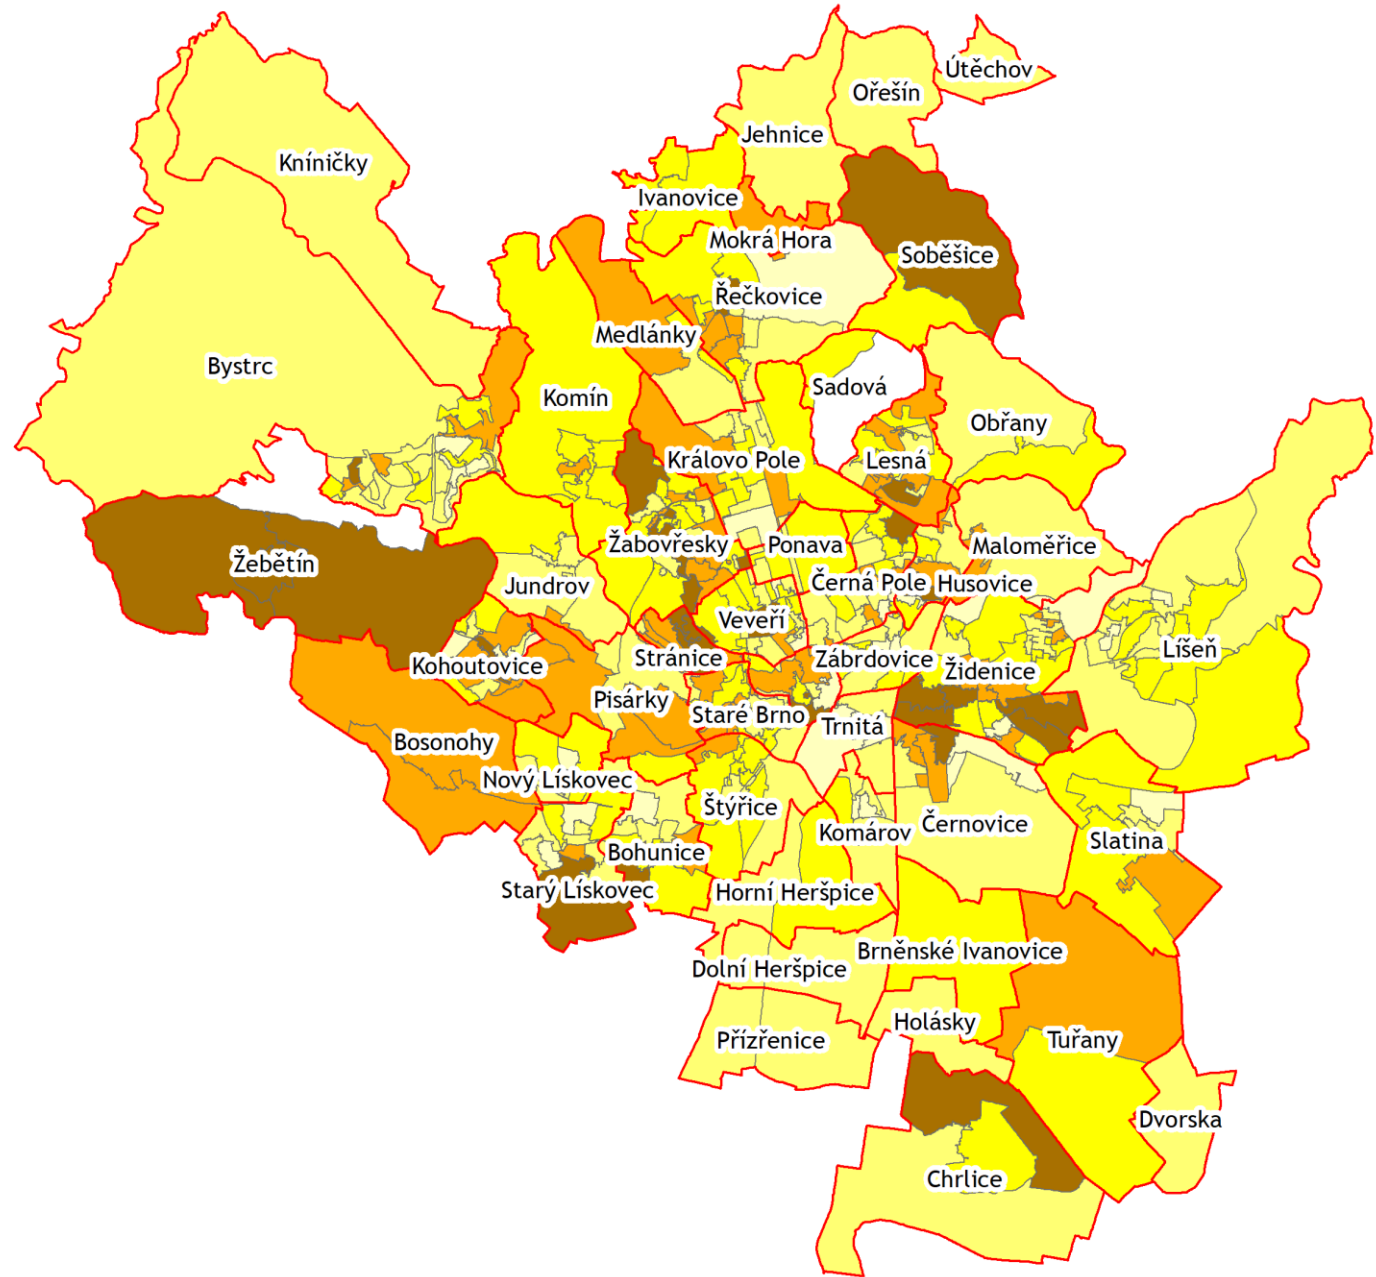 Útěchov
Ořešín
Jehnice
Kníničky
Ivanovice
Mokrá Hora
Soběšice
Řečkovice
Medlánky
Bystrc
Sadová
Komín
Obřany
Královo Pole
Lesná
Žabovřesky
Ponava
Maloměřice
Žebětín
Jundrov
Černá Pole
Husovice
Veveří
Líšeň
Stránice
Zábrdovice
Kohoutovice
Židenice
Pisárky
Staré Brno
Trnitá
Bosonohy
Nový Lískovec
Štýřice
Černovice
Komárov
Slatina
Bohunice
Starý Lískovec
Horní Heršpice
Brněnské Ivanovice
Dolní Heršpice
Holásky
Přízřenice
Tuřany
Dvorska
Chrlice